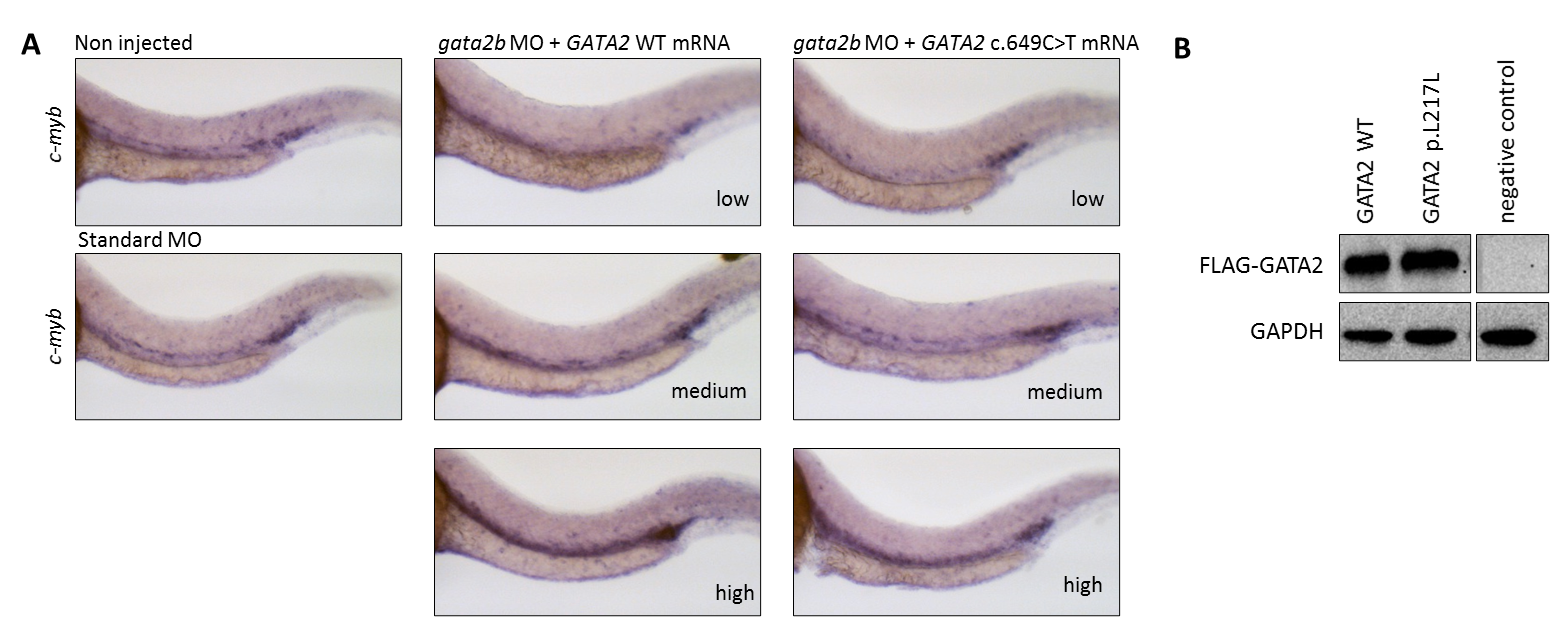 A
Non injected
gata2b MO + GATA2 WT mRNA
gata2b MO + GATA2 c.649C>T mRNA
c-myb
low
low
Standard MO
c-myb
medium
medium
high
high
B
GATA2 WT
GATA2 p.L217L
negative control
FLAG-GATA2
GAPDH